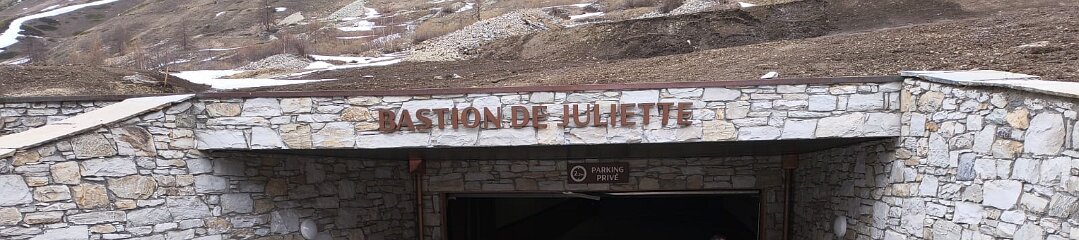 BASTION DE JULIETTE
PARKING
PRIVÉ